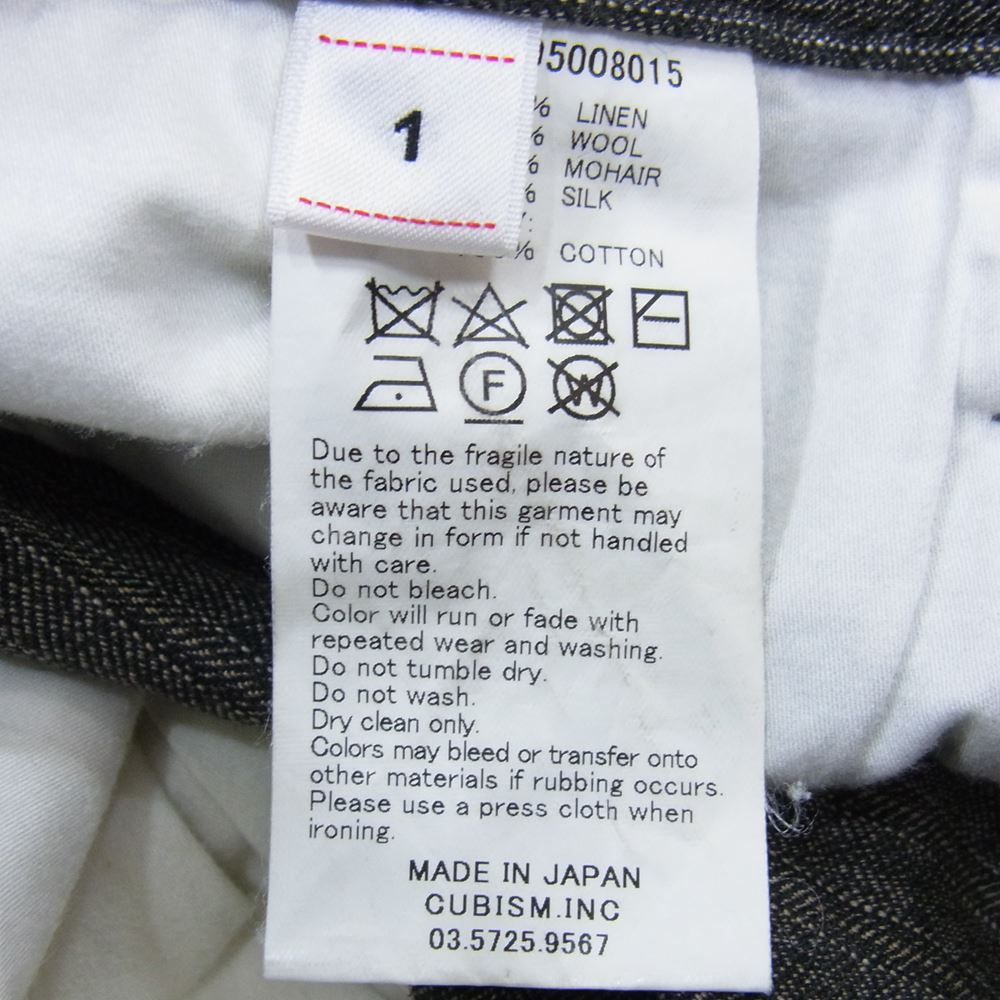 1
5008015
% LINEN
% WOOL
% MOHAIR
% SILK
% COTTON
F
W
Due to the fragile nature of
the fabric used, please be
aware that this garment may
change in form if not handled
with care.
Do not bleach.
Color will run or fade with
repeated wear and washing.
Do not tumble dry.
Do not wash.
Dry clean only.
Colors may bleed or transfer onto
other materials if rubbing occurs.
Please use a press cloth when
ironing.
MADE IN JAPAN
CUBISM.INC
03.5725.9567